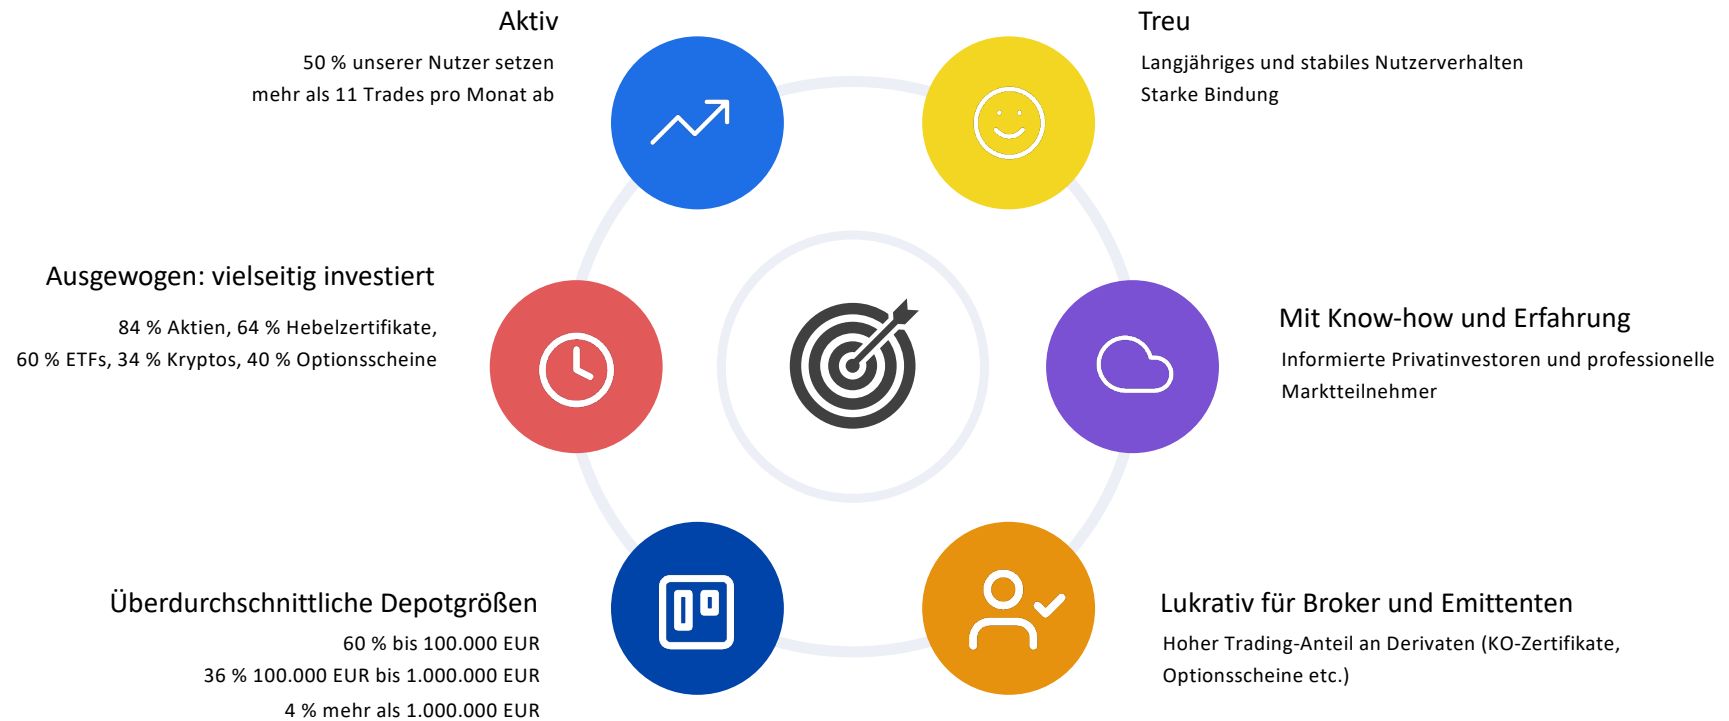 Aktiv
50 % unserer Nutzer setzen
mehr als 11 Trades pro Monat ab
Treu
Langjähriges und stabiles Nutzerverhalten
Starke Bindung
Ausgewogen: vielseitig investiert
84 % Aktien, 64 % Hebelzertifikate,
60 % ETFs, 34 % Kryptos, 40 % Optionsscheine
Mit Know-how und Erfahrung
Informierte Privatinvestoren und professionelle
Marktteilnehmer
Überdurchschnittliche Depotgrößen
60 % bis 100.000 EUR
36 % 100.000 EUR bis 1.000.000 EUR
4 % mehr als 1.000.000 EUR
Lukrativ für Broker und Emittenten
Hoher Trading-Anteil an Derivaten (KO-Zertifikate,
Optionsscheine etc.)